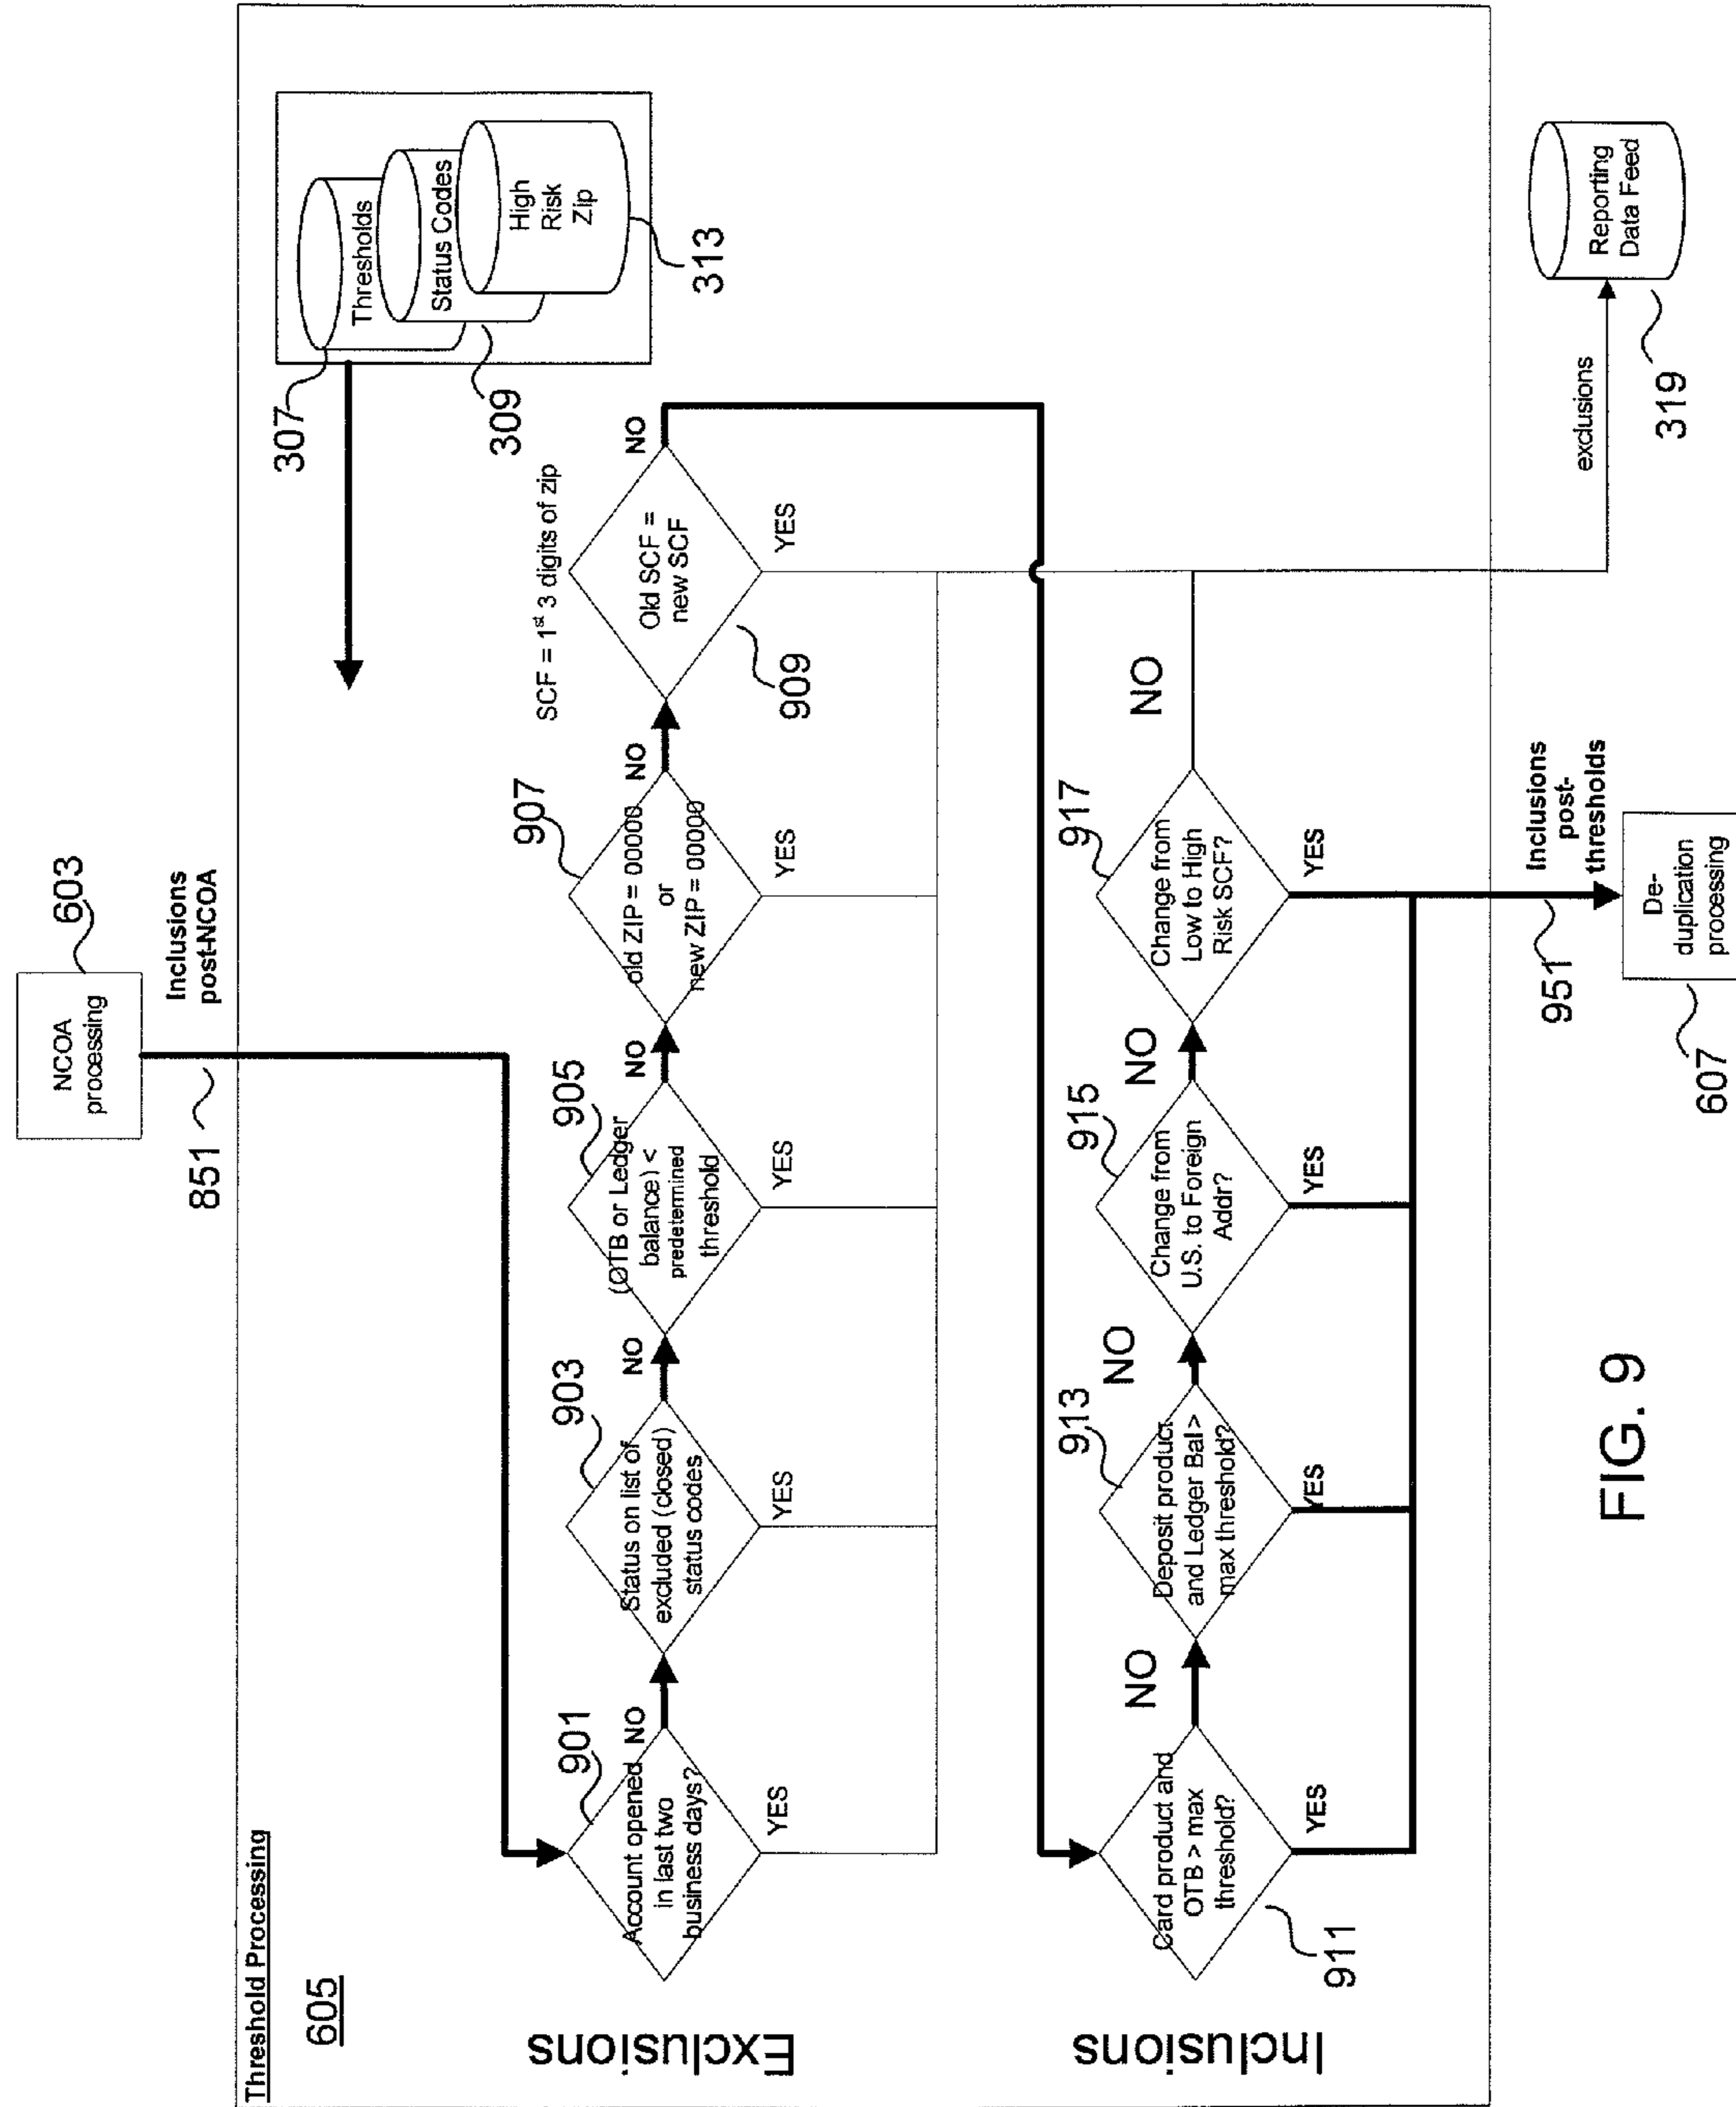 NCOA
processing
603
851
Inclusions
post-NCOA
Threshold Processing
605
307
Thresholds
309
Status Codes
High
Risk
Zip
313
Exclusions
901
Account opened
in last two
business days?
NO
YES
903
Status on list of
excluded (closed)
status codes
NO
YES
905
(OTB or Ledger
balance) <
predetermined
threshold
NO
YES
907
old ZIP = 00000
or
new ZIP = 00000
NO
YES
SCF = 1st 3 digits of zip
Old SCF =
new SCF
909
NO
YES
Inclusions
Card product and
OTB > max
threshold?
911
NO
YES
913
Deposit product
and Ledger Bal >
max threshold?
NO
YES
915
Change from
U.S. to Foreign
Addr?
NO
YES
917
Change from
Low to High
Risk SCF?
NO
YES
exclusions
Reporting
Data Feed
319
951
Inclusions
post-
thresholds
De-
duplication
processing
607
FIG. 9